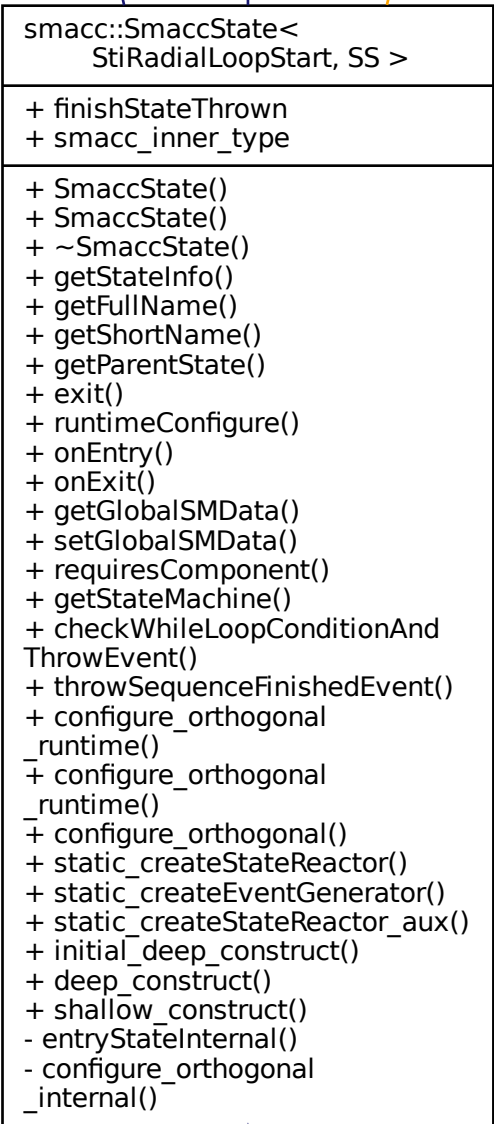 smacc::SmaccState<
StiRadialLoopStart, SS >
+ finishStateThrown
+ smacc_inner_type
+ SmaccState()
+ SmaccState()
+ ~SmaccState()
+ getStateInfo()
+ getFullName()
+ getShortName()
+ getParentState()
+ exit()
+ runtimeConfigure()
+ onEntry()
+ onExit()
+ getGlobalSMData()
+ setGlobalSMData()
+ requiresComponent()
+ getStateMachine()
+ checkWhileLoopConditionAnd
ThrowEvent()
+ throwSequenceFinishedEvent()
+ configure_orthogonal
_runtime()
+ configure_orthogonal
_runtime()
+ configure_orthogonal()
+ static_createStateReactor()
+ static_createEventGenerator()
+ static_createStateReactor_aux()
+ initial_deep_construct()
+ deep_construct()
+ shallow_construct()
- entryStateInternal()
- configure_orthogonal
_internal()